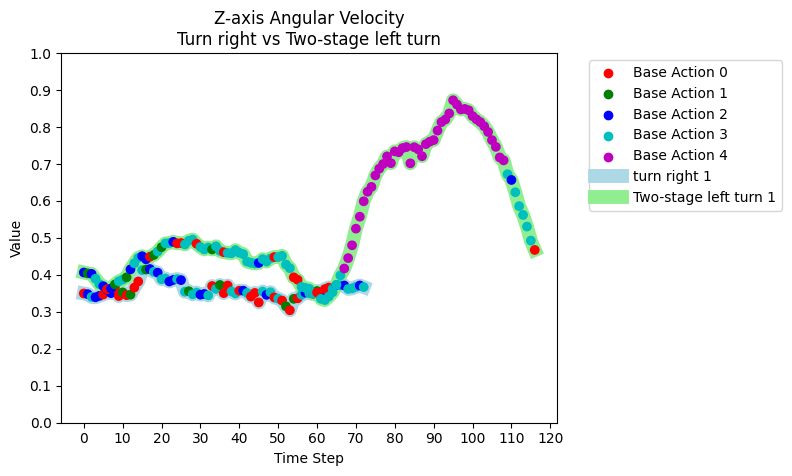 Z-axis Angular Velocity
Turn right vs Two-stage left turn
1.0
0.9
0.8
0.7
0.6
0.5
0.4
0.3
0.2
0.1
0.0
Value
0 10 20 30 40 50 60 70 80 90 100 110 120
Time Step
Base Action 0
Base Action 1
Base Action 2
Base Action 3
Base Action 4
turn right 1
Two-stage left turn 1